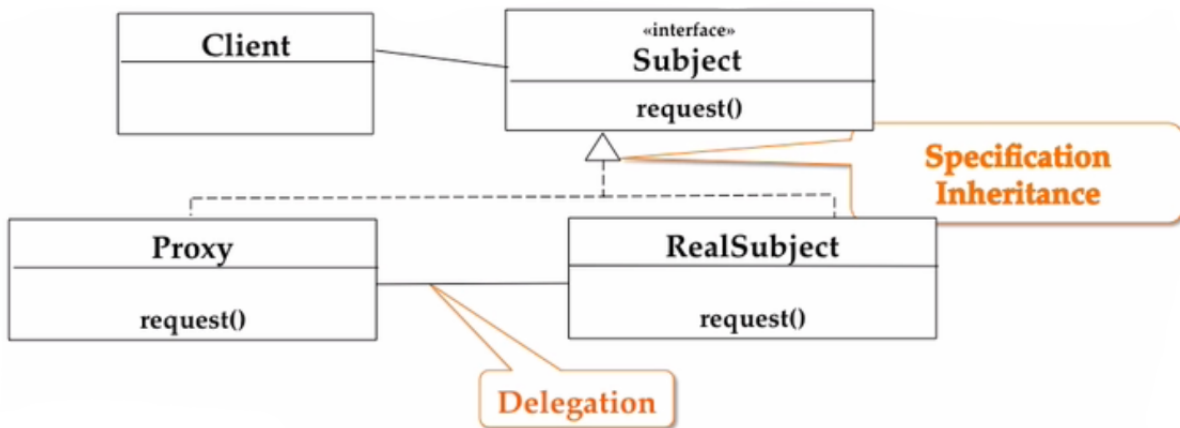 Client
«interface»
Subject
request()
Specification
Inheritance
Proxy
request()
RealSubject
request()
Delegation